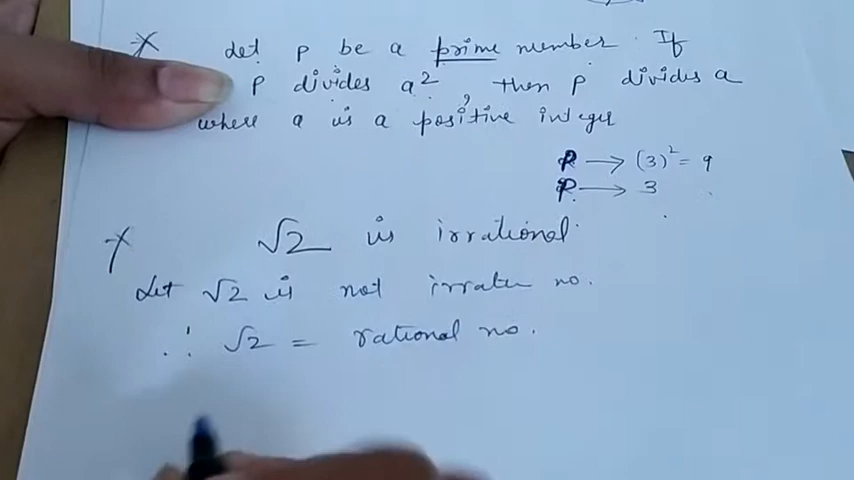 Let p be a prime number. If
p divides a², then p divides a
where a is a positive integer
P → (3)² = 9
P → 3
√2 is irrational.
Let √2 is not irratn no.
∴ √2 = rational no.